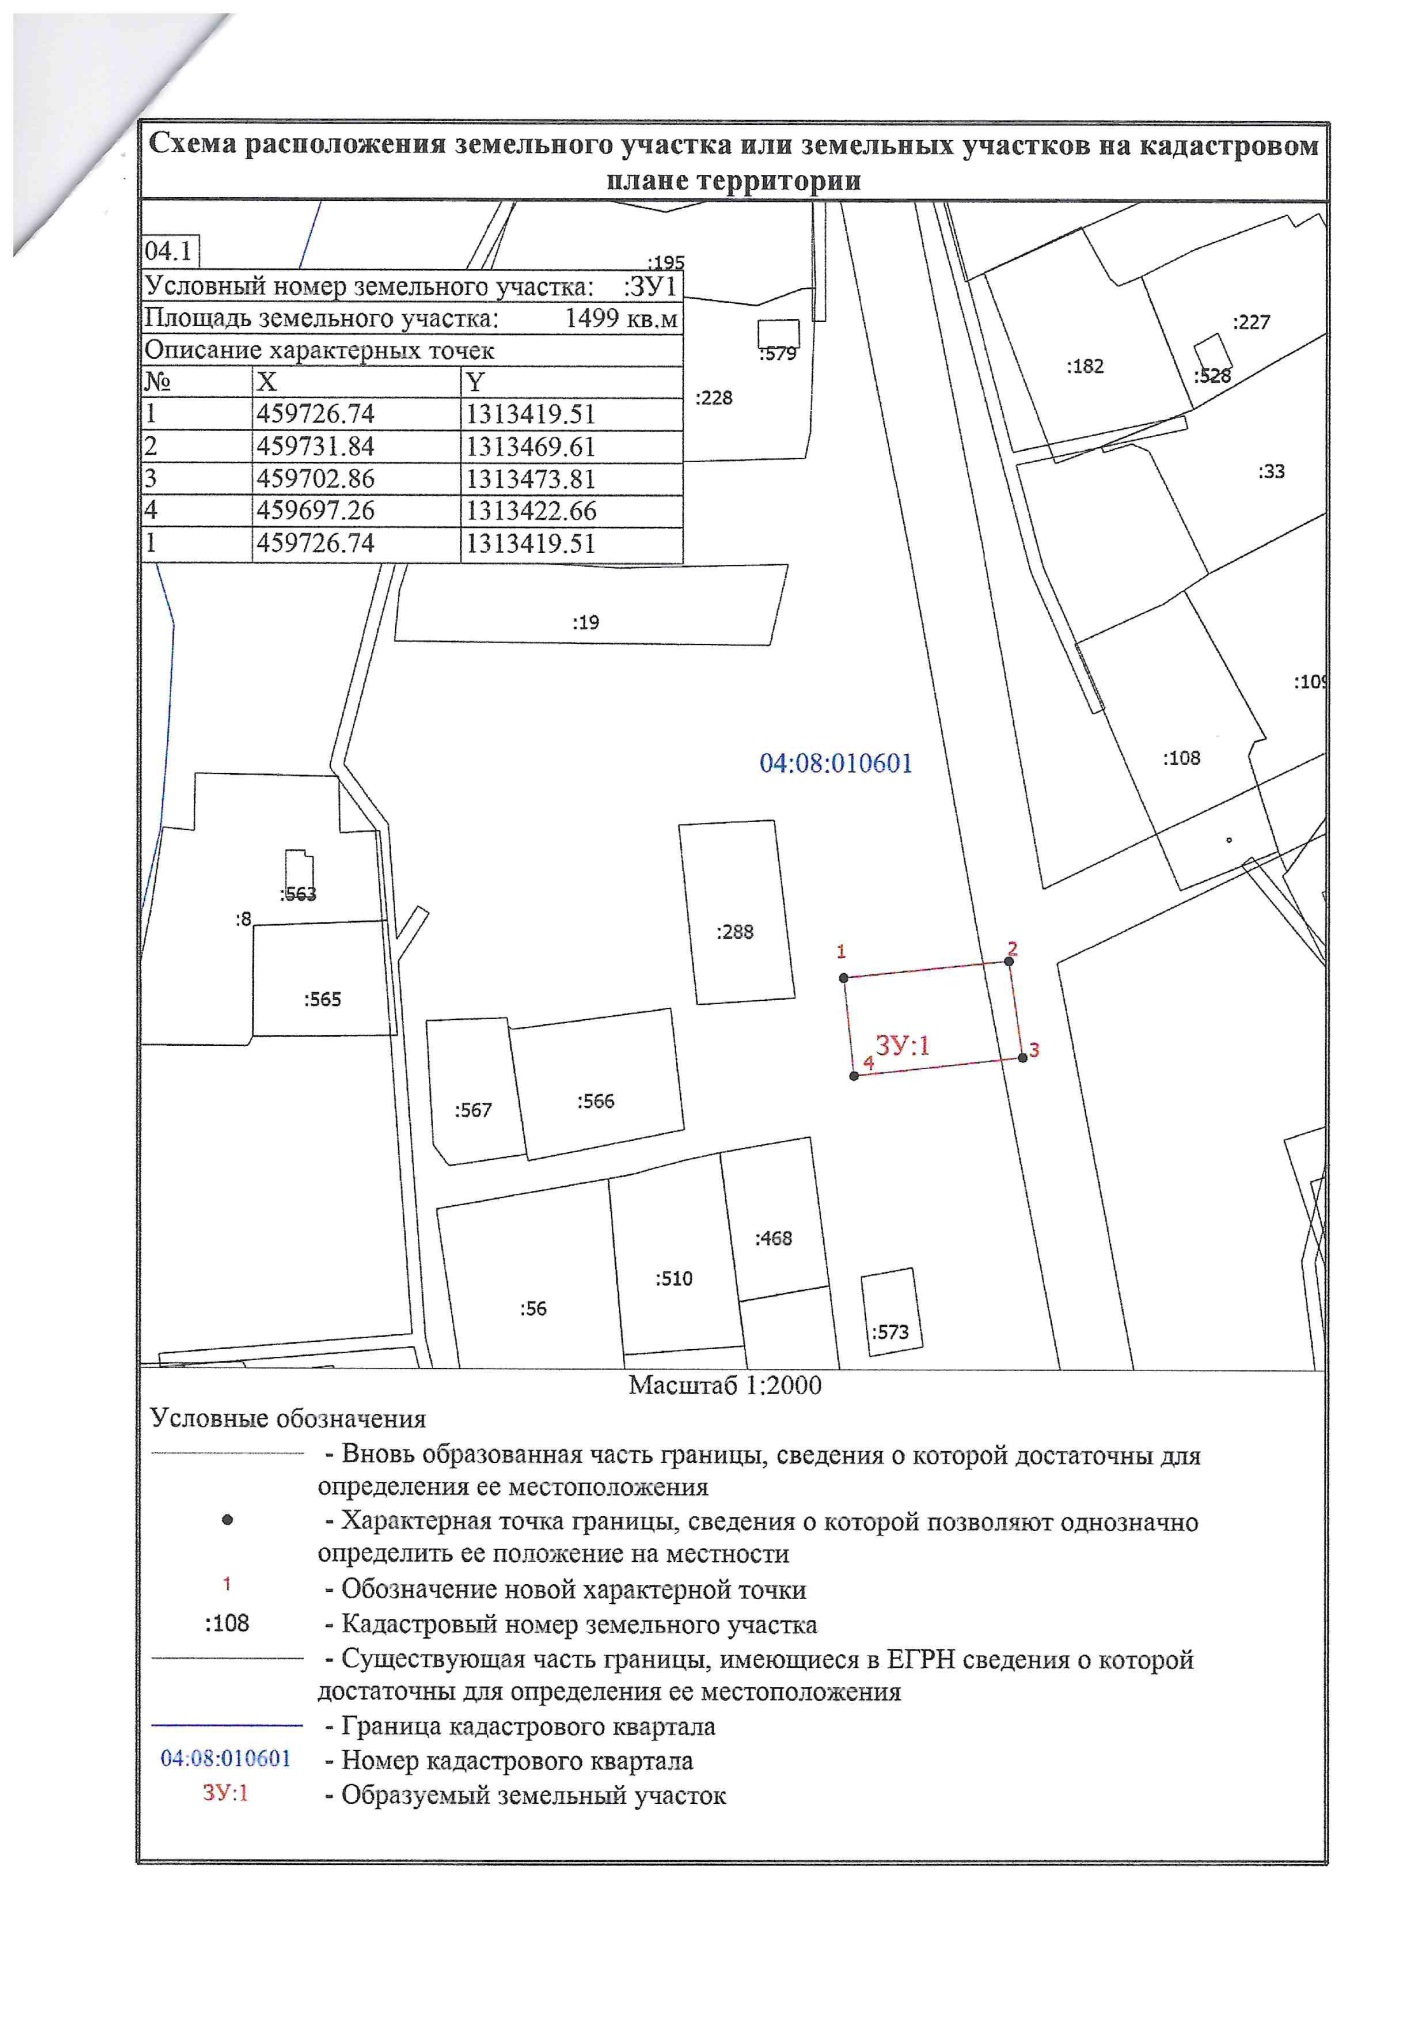 Схема расположения земельного участка или земельных участков на кадастровом
плане территории
04.1
:195
Условный номер земельного участка: :ЗУ1
Площадь земельного участка: 1499 кв.м
Описание характерных точек
№ X Y
1 459726.74 1313419.51
2 459731.84 1313469.61
3 459702.86 1313473.81
4 459697.26 1313422.66
1 459726.74 1313419.51
:579
:228
:227
:182
:528
:33
:19
:109
:108
04:08:010601
:563
:8
:288
:565
1
2
ЗУ:1
3
4
:567
:566
:468
:510
:56
:573
Масштаб 1:2000
Условные обозначения
- Вновь образованная часть границы, сведения о которой достаточны для
определения ее местоположения
- Характерная точка границы, сведения о которой позволяют однозначно
определить ее положение на местности
1 - Обозначение новой характерной точки
:108 - Кадастровый номер земельного участка
- Существующая часть границы, имеющиеся в ЕГРН сведения о которой
достаточны для определения ее местоположения
- Граница кадастрового квартала
04:08:010601 - Номер кадастрового квартала
ЗУ:1 - Образуемый земельный участок